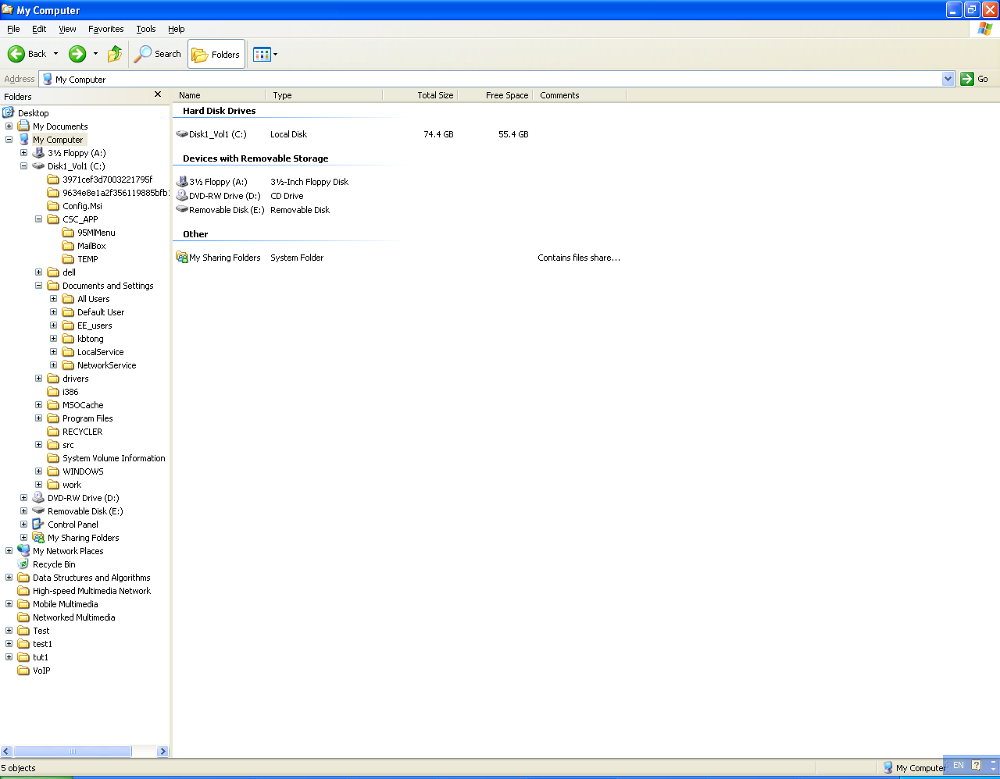 My Computer
File Edit View Favorites Tools Help
Back Search Folders
Address My Computer Go
Folders
Desktop
My Documents
My Computer
3½ Floppy (A:)
Disk1_Vol1 (C:)
3971cef3d7003221795f
9634e8e1a2f356119885bfb1
Config.Msi
CSC_APP
95MlMenu
MailBox
TEMP
dell
Documents and Settings
All Users
Default User
EE_users
kbtong
LocalService
NetworkService
drivers
i386
MSOCache
Program Files
RECYCLER
src
System Volume Information
WINDOWS
work
DVD-RW Drive (D:)
Removable Disk (E:)
Control Panel
My Sharing Folders
My Network Places
Recycle Bin
Data Structures and Algorithms
High-speed Multimedia Network
Mobile Multimedia
Networked Multimedia
Test
test1
tut1
VoIP
Name Type Total Size Free Space Comments
Hard Disk Drives
Disk1_Vol1 (C:) Local Disk 74.4 GB 55.4 GB
Devices with Removable Storage
3½ Floppy (A:) 3½-Inch Floppy Disk
DVD-RW Drive (D:) CD Drive
Removable Disk (E:) Removable Disk
Other
My Sharing Folders System Folder Contains files share...
5 objects My Computer EN